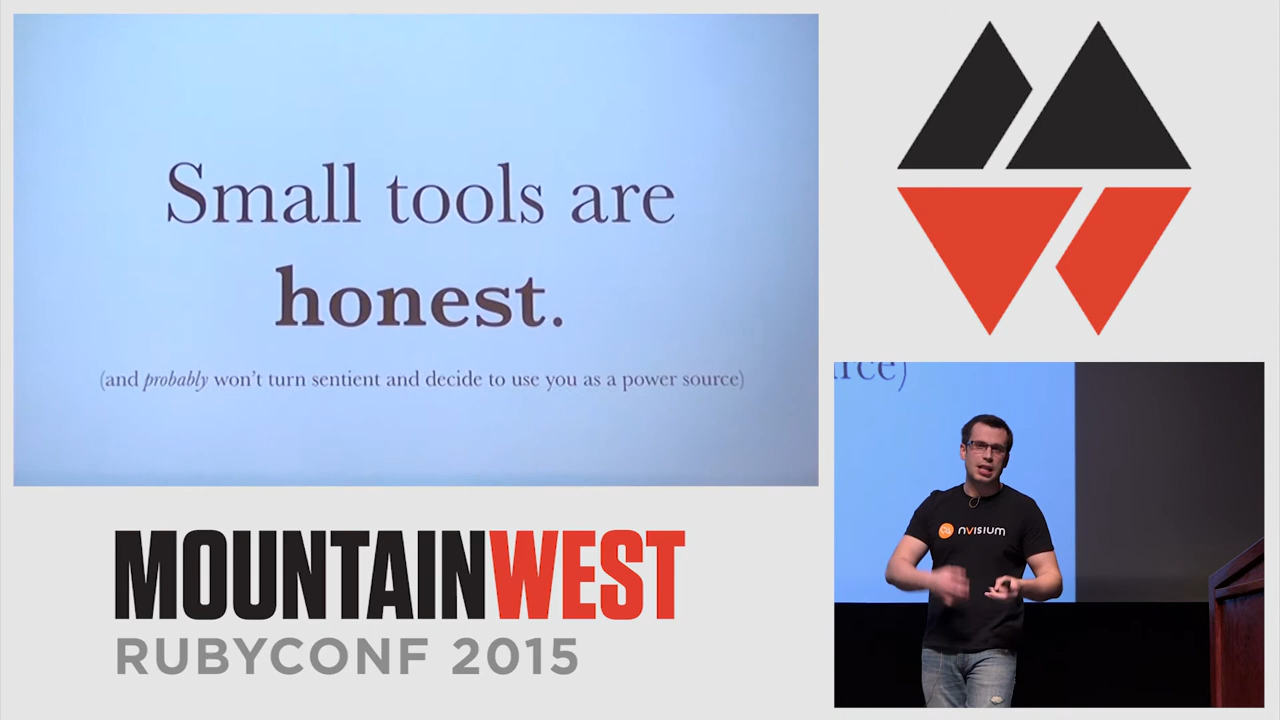 Small tools are
honest.
(and probably won't turn sentient and decide to use you as a power source)
MOUNTAINWEST
RUBYCONF 2015
rce)
nVISIUM